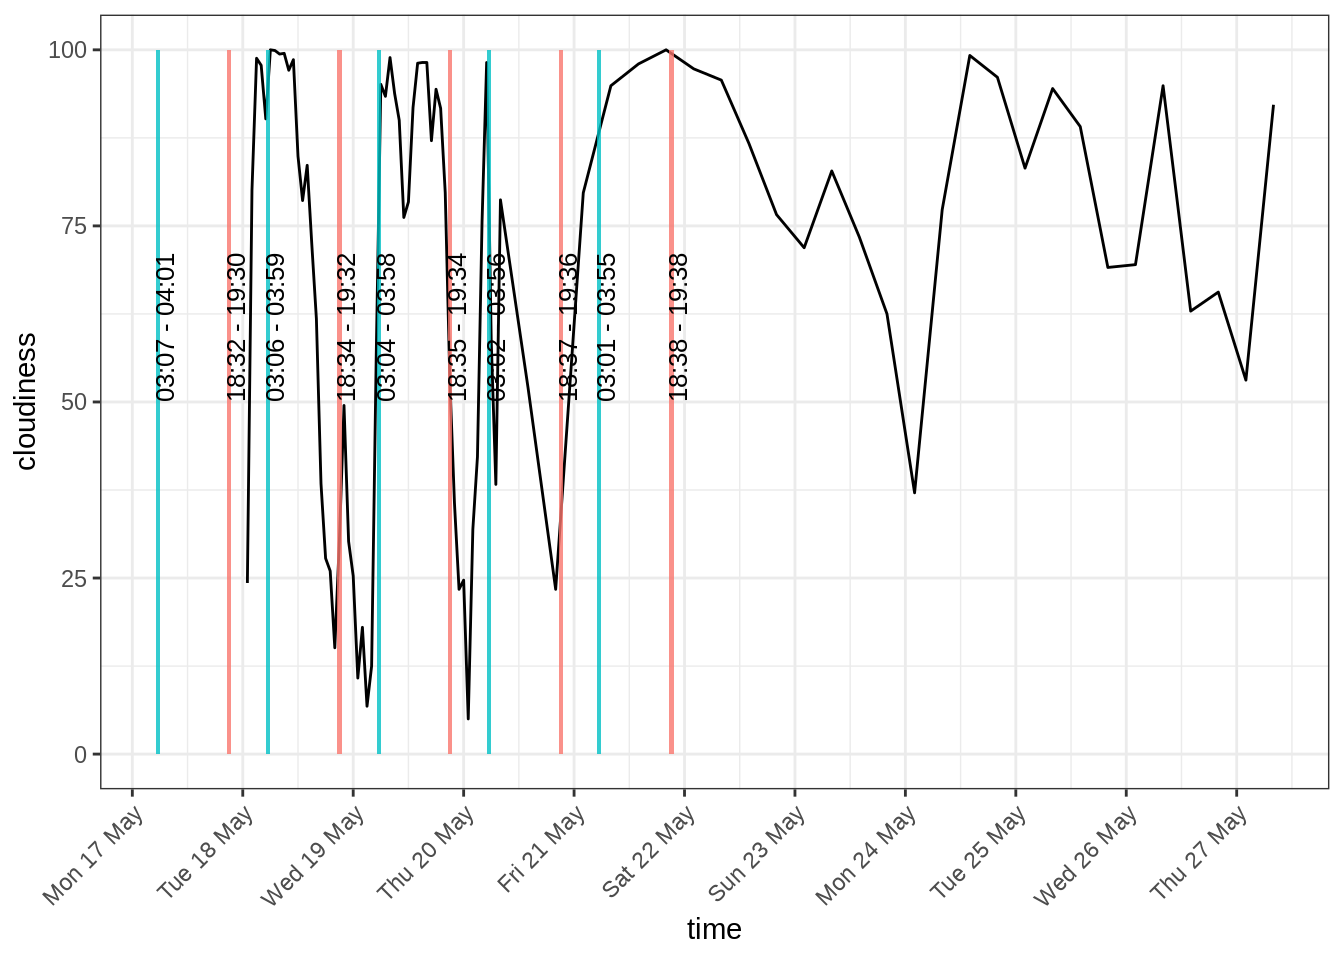 100
75
50
25
0
cloudiness
03:07 - 04:01
18:32 - 19:30
03:06 - 03:59
18:34 - 19:32
03:04 - 03:58
18:35 - 19:34
03:02 - 03:56
18:37 - 19:36
03:01 - 03:55
18:38 - 19:38
Mon 17 May
Tue 18 May
Wed 19 May
Thu 20 May
Fri 21 May
Sat 22 May
Sun 23 May
Mon 24 May
Tue 25 May
Wed 26 May
Thu 27 May
time